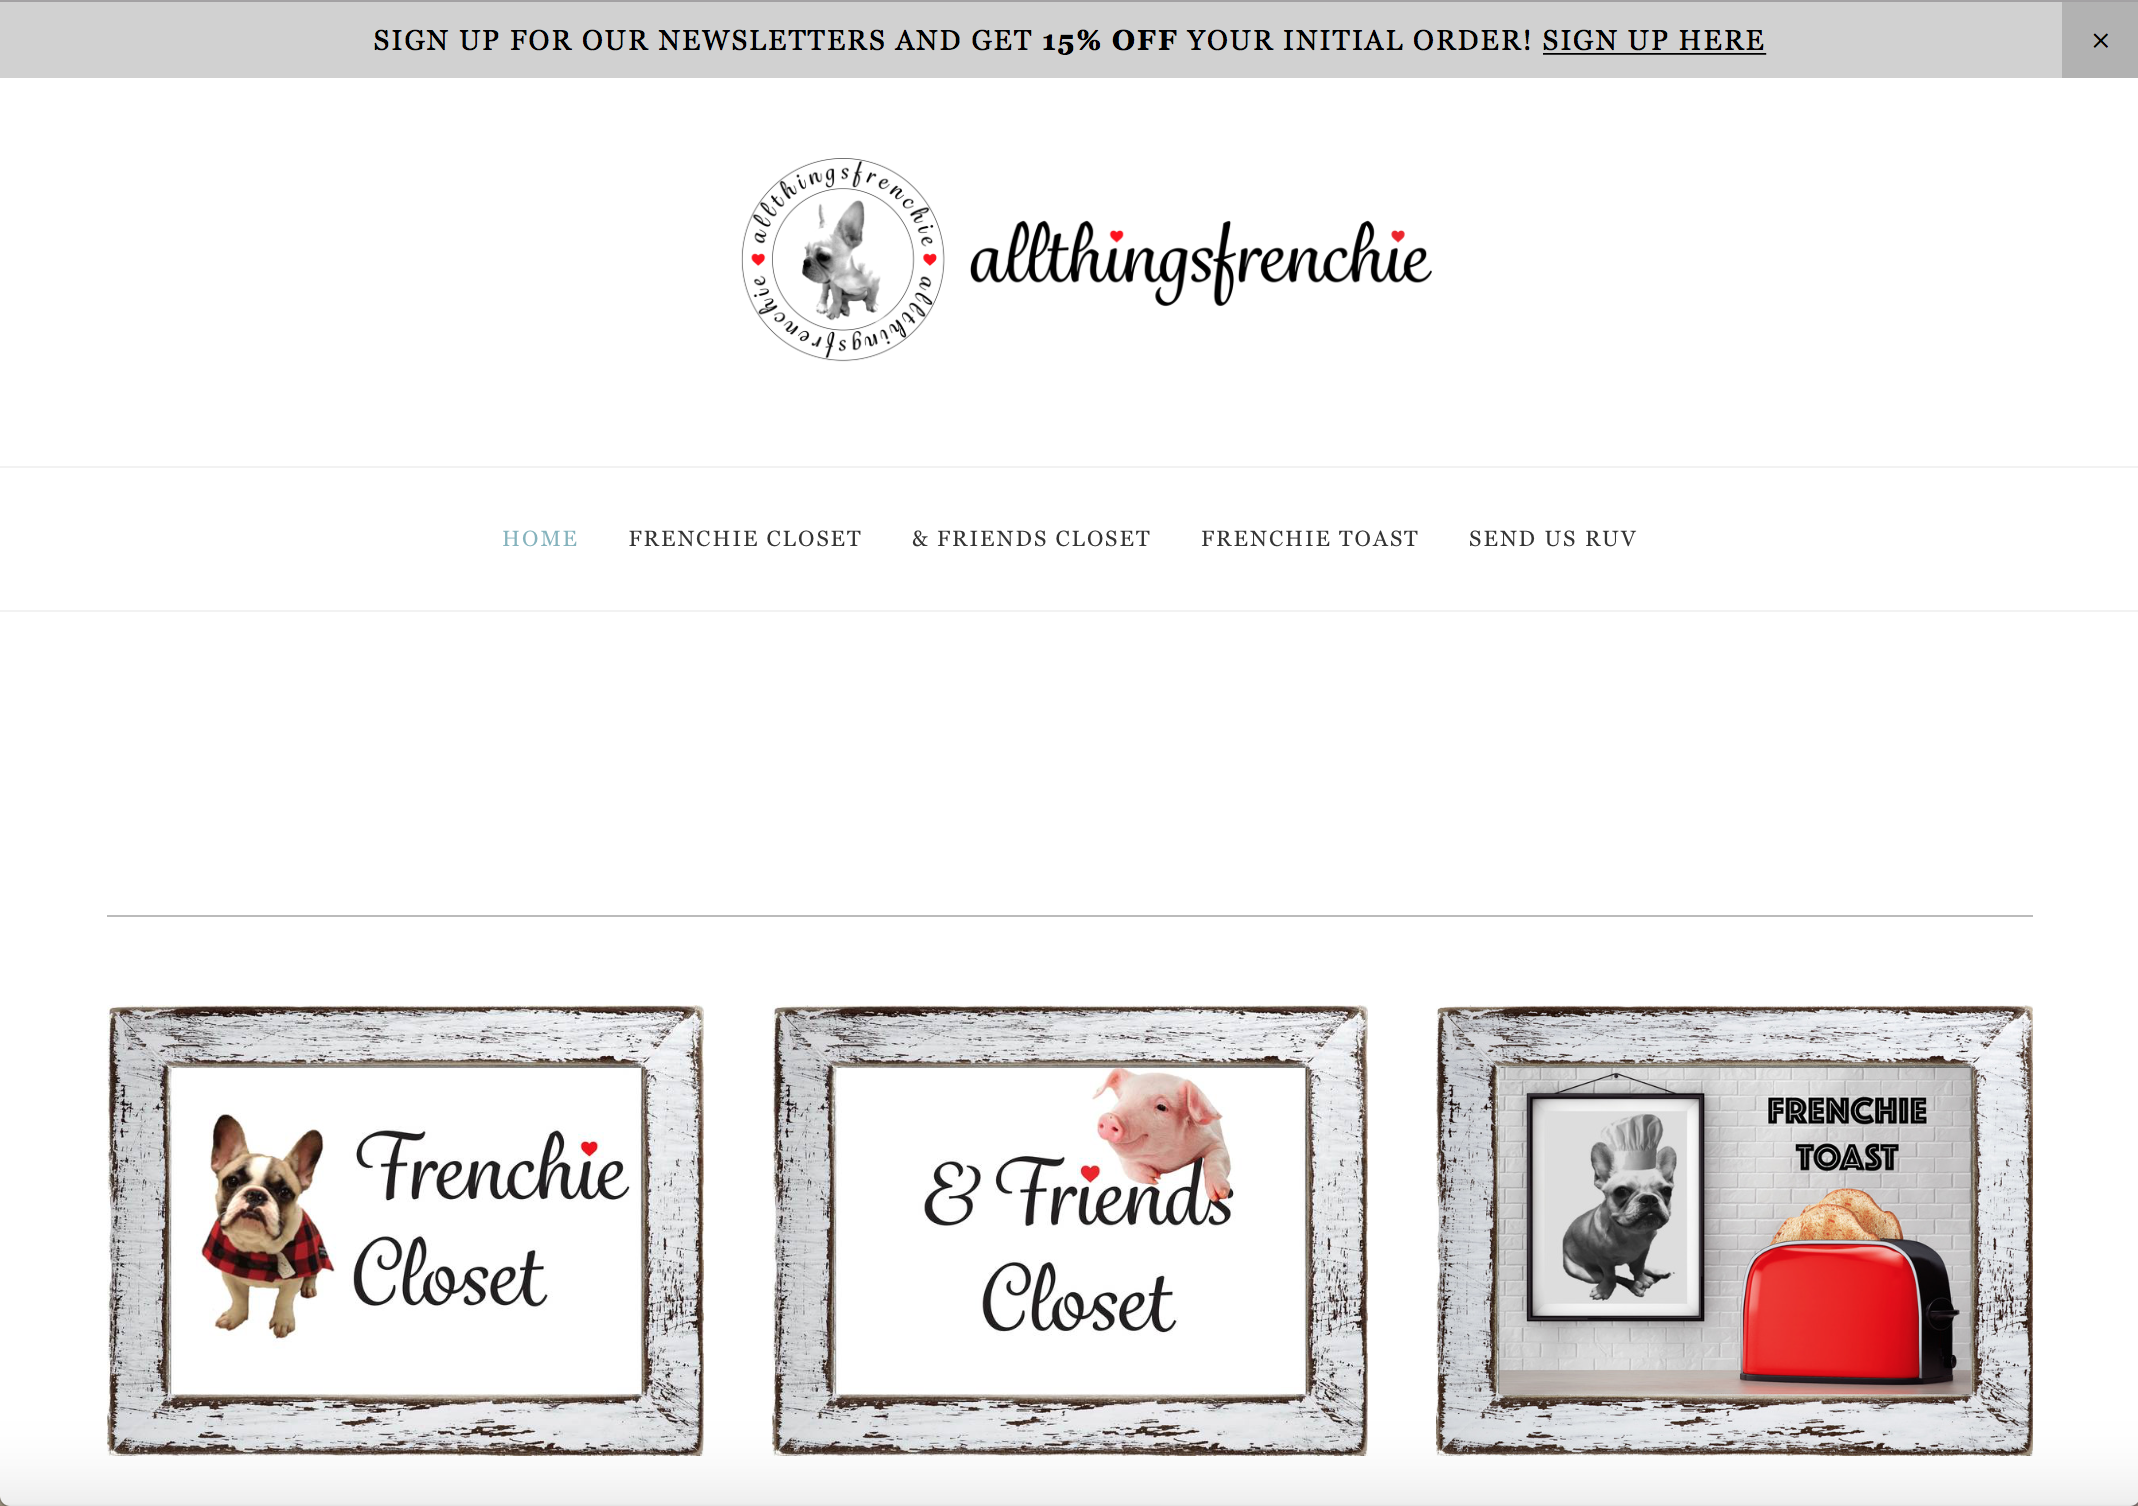 SIGN UP FOR OUR NEWSLETTERS AND GET 15% OFF YOUR INITIAL ORDER! SIGN UP HERE
×
allthingsfrenchie ♥ allthingsfrenchie ♥
allthingsfrenchie
HOME
FRENCHIE CLOSET
& FRIENDS CLOSET
FRENCHIE TOAST
SEND US RUV
Frenchie
Closet
& Friends
Closet
FRENCHIE
TOAST